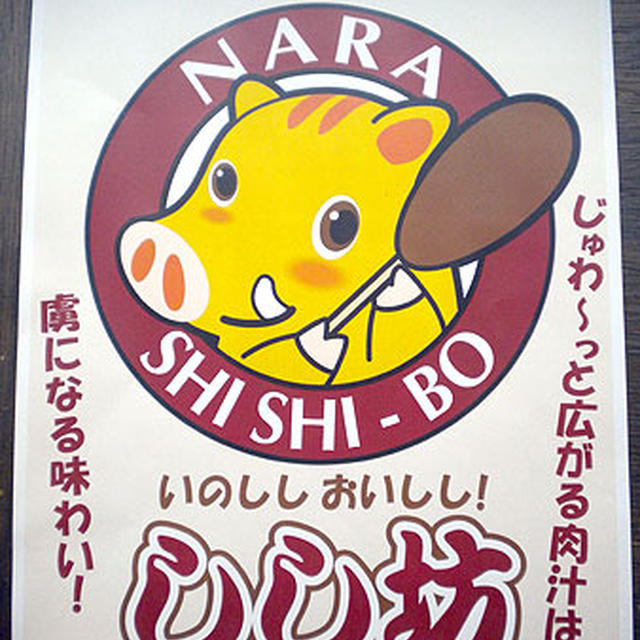 NARA
SHI SHI - BO
じゅわ～っと広がる肉汁は
虜になる味わい!
いのしし おいしし!
しし坊